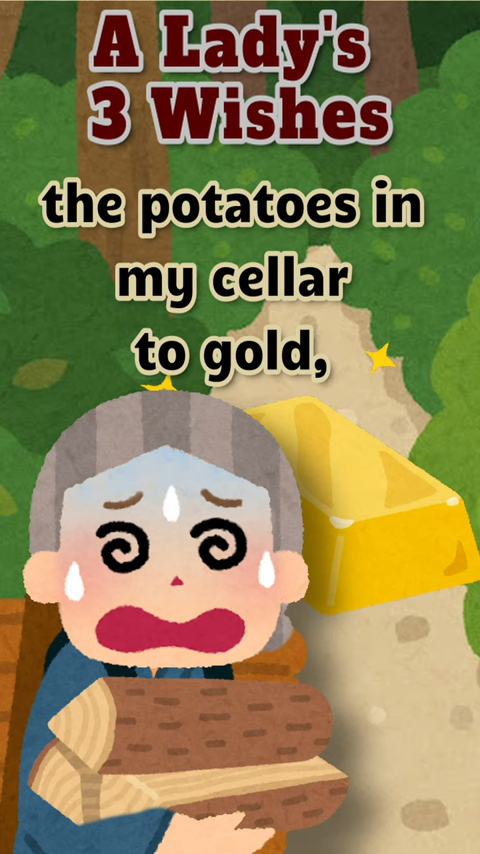 A Lady's
3 Wishes
the potatoes in
my cellar
to gold,